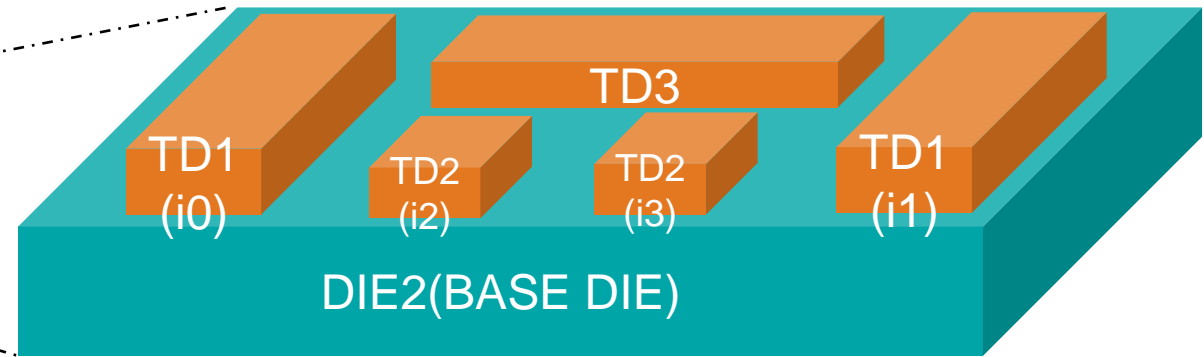 TD3
TD1
(i0)
TD2
(i2)
TD2
(i3)
TD1
(i1)
DIE2(BASE DIE)